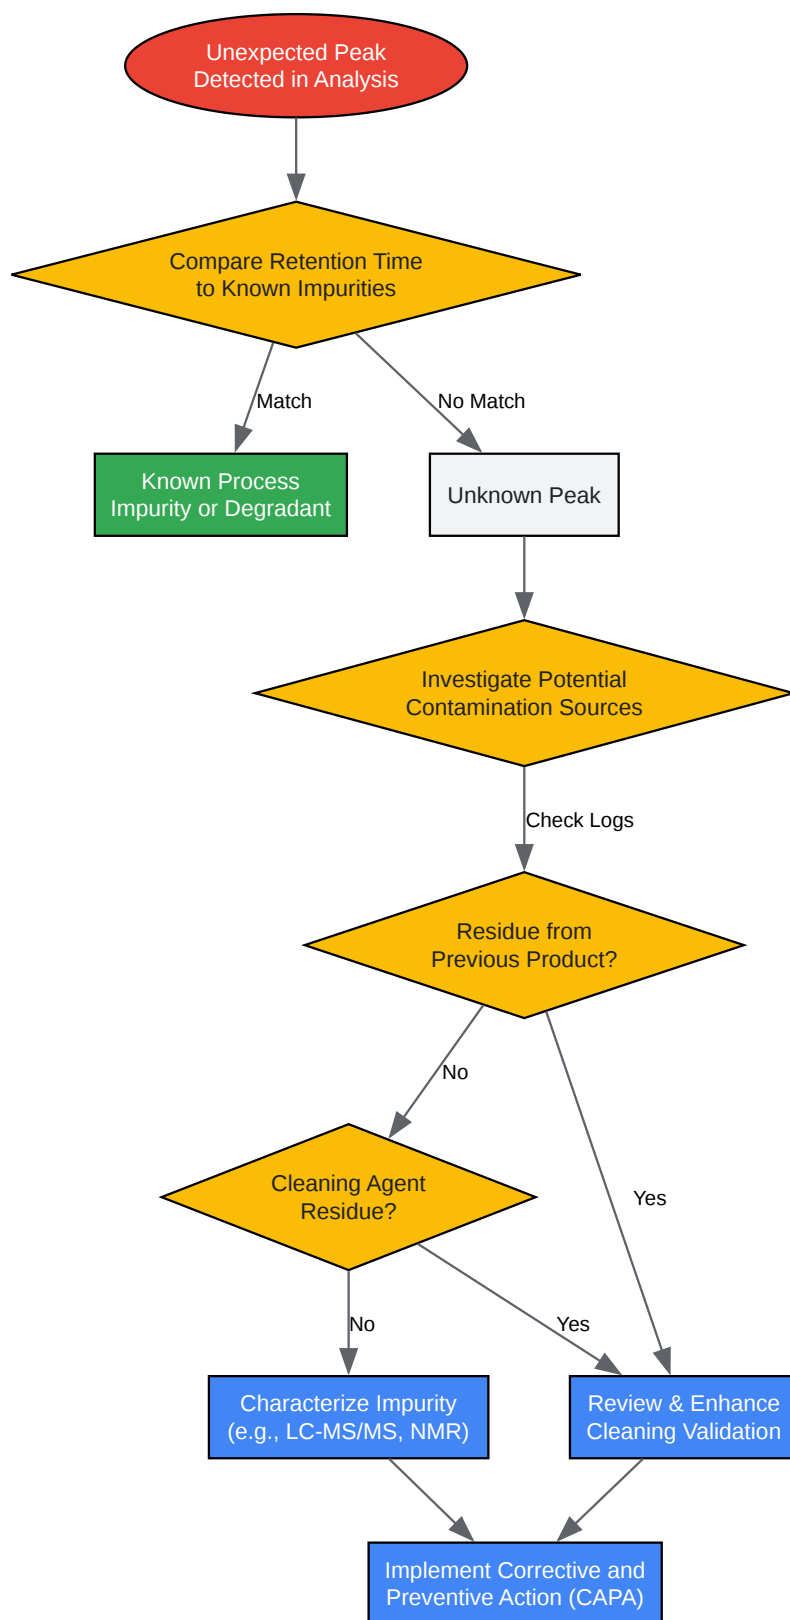 Unexpected Peak
Detected in Analysis
Compare Retention Time
to Known Impurities
Match
No Match
Known Process
Impurity or Degradant
Unknown Peak
Investigate Potential
Contamination Sources
Check Logs
Residue from
Previous Product?
No
Cleaning Agent
Residue?
Yes
No
Yes
Characterize Impurity
(e.g., LC-MS/MS, NMR)
Review & Enhance
Cleaning Validation
Implement Corrective and
Preventive Action (CAPA)